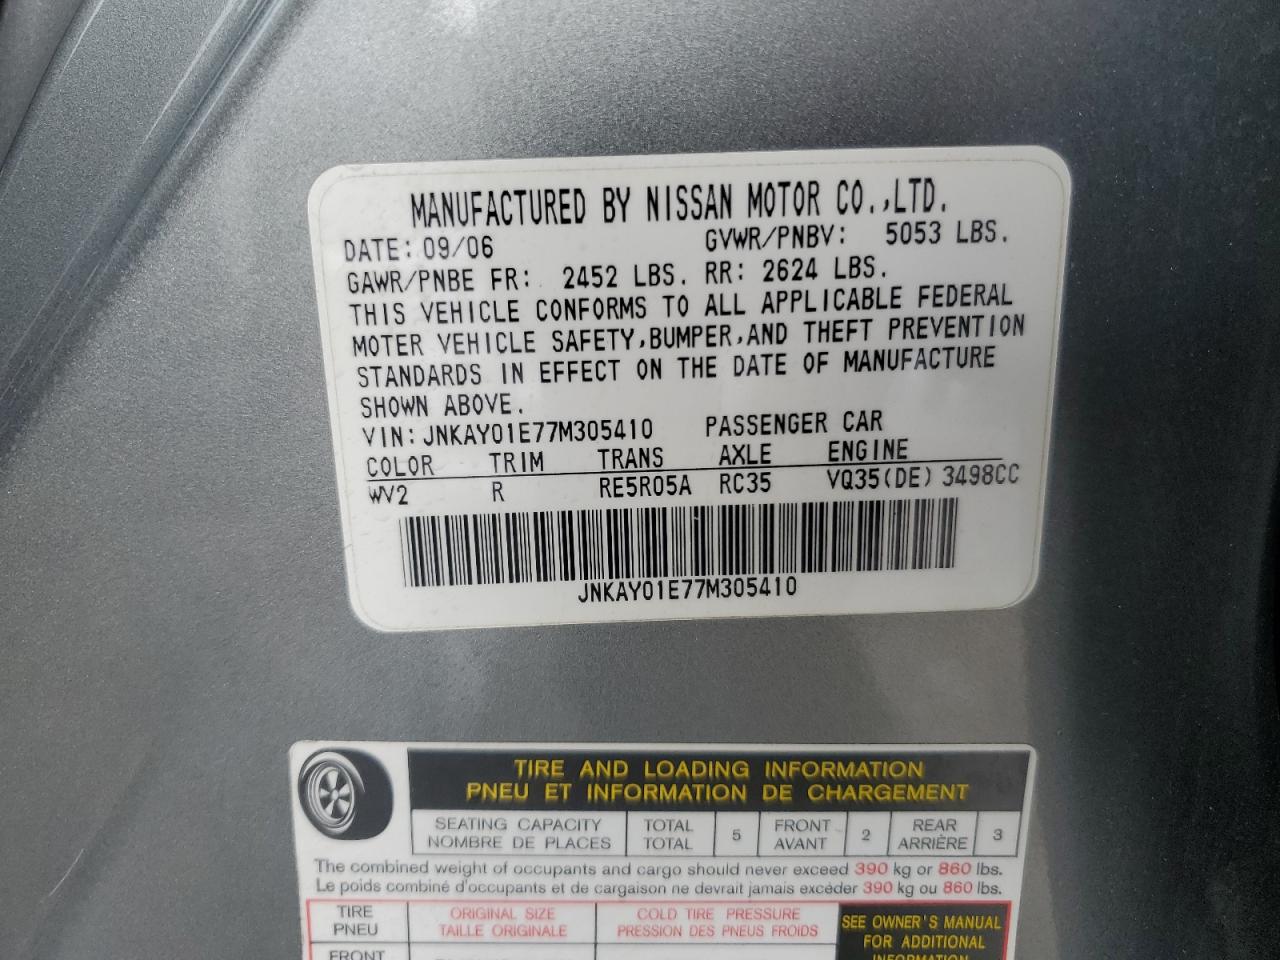 MANUFACTURED BY NISSAN MOTOR CO.,LTD.
DATE: 09/06 GVWR/PNBV: 5053 LBS.
GAWR/PNBE FR: 2452 LBS. RR: 2624 LBS.
THIS VEHICLE CONFORMS TO ALL APPLICABLE FEDERAL
MOTER VEHICLE SAFETY,BUMPER,AND THEFT PREVENTION
STANDARDS IN EFFECT ON THE DATE OF MANUFACTURE
SHOWN ABOVE.
VIN: JNKAY01E77M305410 PASSENGER CAR
COLOR TRIM TRANS AXLE ENGINE
WV2 R RE5R05A RC35 VQ35(DE) 3498CC
JNKAY01E77M305410
TIRE AND LOADING INFORMATION
PNEU ET INFORMATION DE CHARGEMENT
SEATING CAPACITY TOTAL 5 FRONT 2 REAR 3
NOMBRE DE PLACES TOTAL AVANT ARRIÈRE
The combined weight of occupants and cargo should never exceed 390 kg or 860 lbs.
Le poids combiné d'occupants et de cargaison ne devrait jamais excéder 390 kg ou 860 lbs.
TIRE ORIGINAL SIZE COLD TIRE PRESSURE SEE OWNER'S MANUAL
PNEU TAILLE ORIGINALE PRESSION DES PNEUS FROIDS FOR ADDITIONAL
FRONT INFORMATION